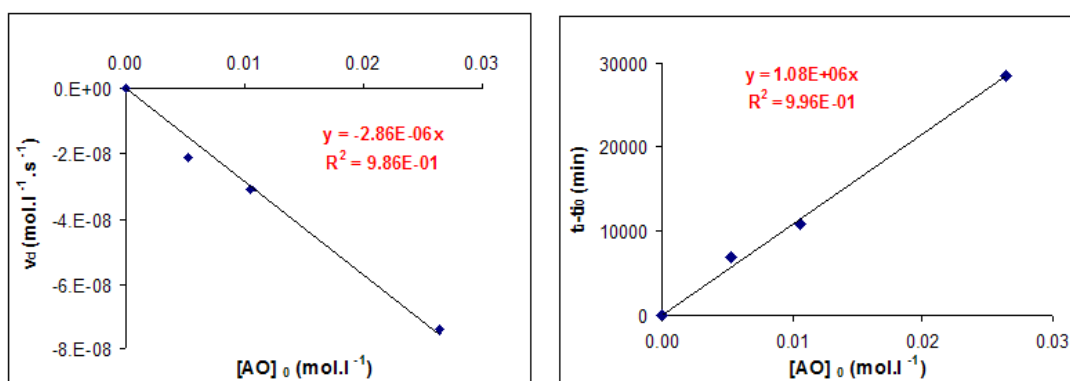 0.00 0.01 0.02 0.03
0.E+00
-2.E-08
-4.E-08
-6.E-08
-8.E-08
v_d (mol.l⁻¹.s⁻¹)
y = -2.86E-06x
R² = 9.86E-01
[AO] ₀ (mol.l⁻¹)
30000
20000
10000
0
tᵢ-tᵢ₀ (min)
y = 1.08E+06x
R² = 9.96E-01
0.00 0.01 0.02 0.03
[AO] ₀ (mol.l⁻¹)